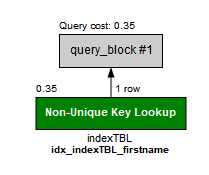 Query cost: 0.35
query_block #1
0.35
1 row
Non-Unique Key Lookup
indexTBL
idx_indexTBL_firstname